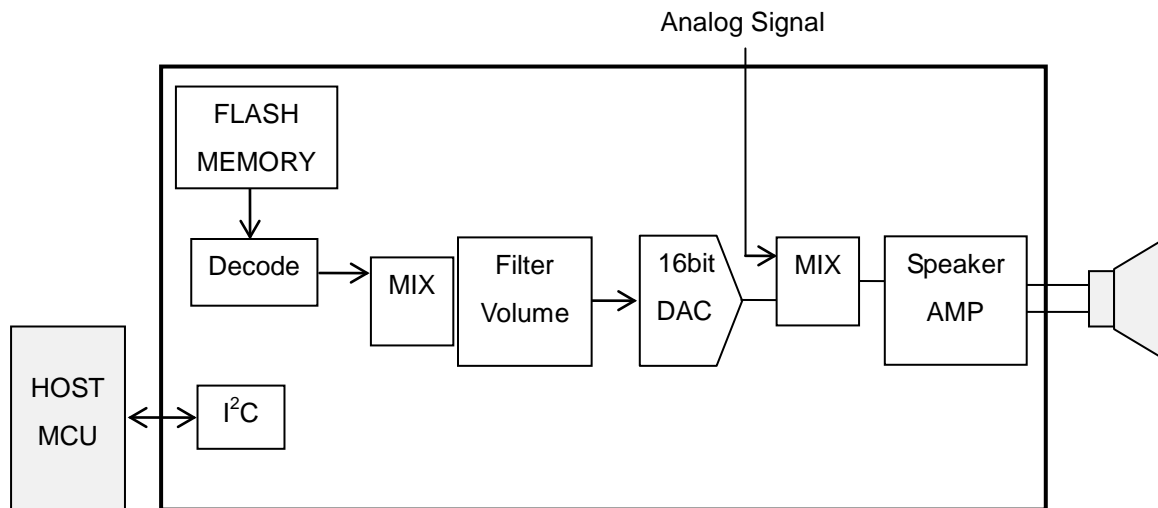 Analog Signal
FLASH
MEMORY
Decode
MIX
Filter
Volume
16bit
DAC
MIX
Speaker
AMP
HOST
MCU
I²C